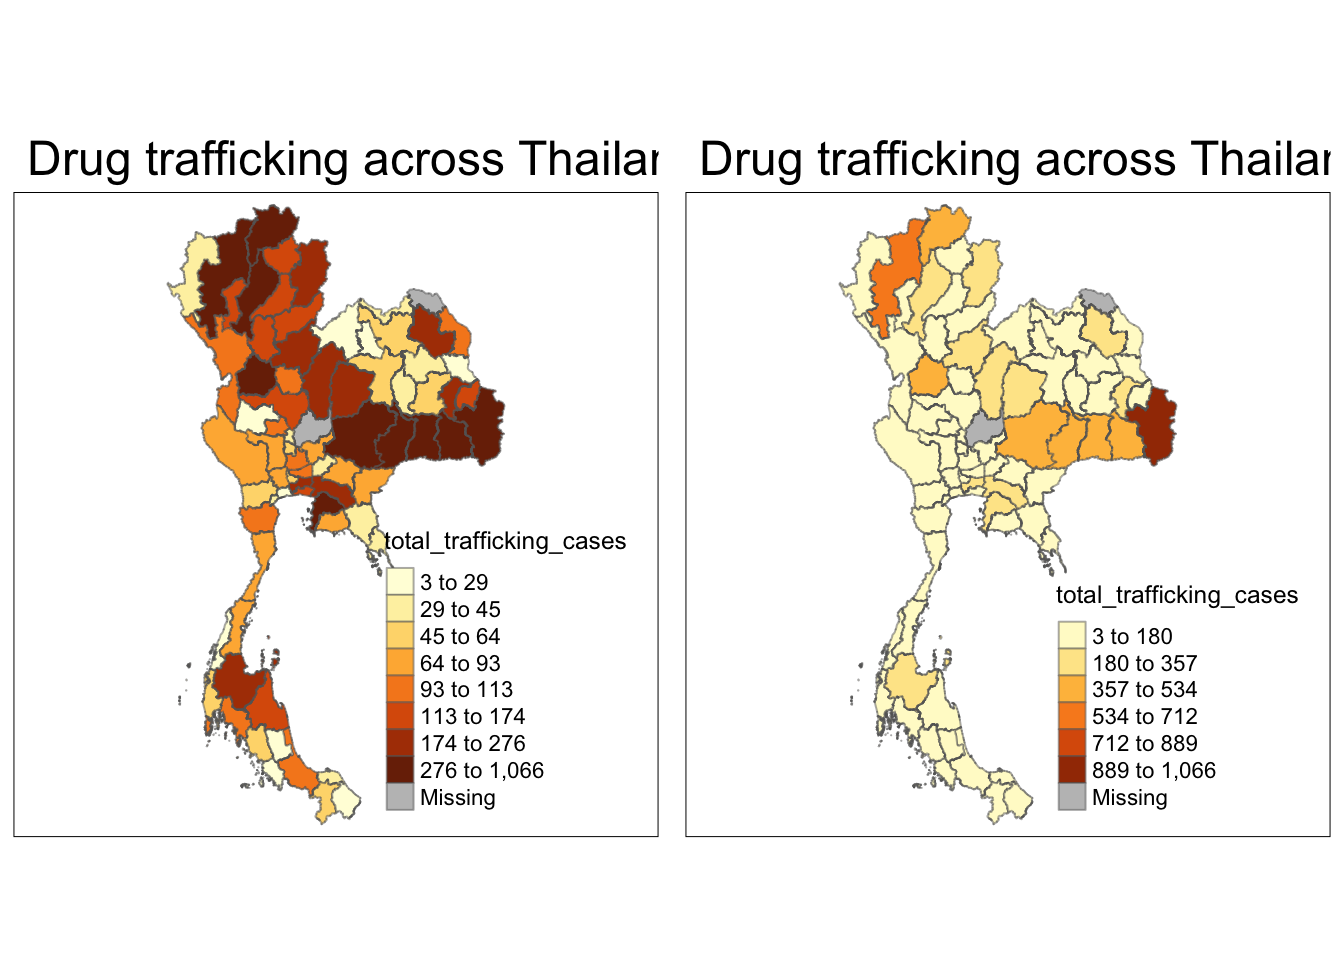 Drug trafficking across Thailan
total_trafficking_cases
3 to 29
29 to 45
45 to 64
64 to 93
93 to 113
113 to 174
174 to 276
276 to 1,066
Missing
Drug trafficking across Thailan
total_trafficking_cases
3 to 180
180 to 357
357 to 534
534 to 712
712 to 889
889 to 1,066
Missing